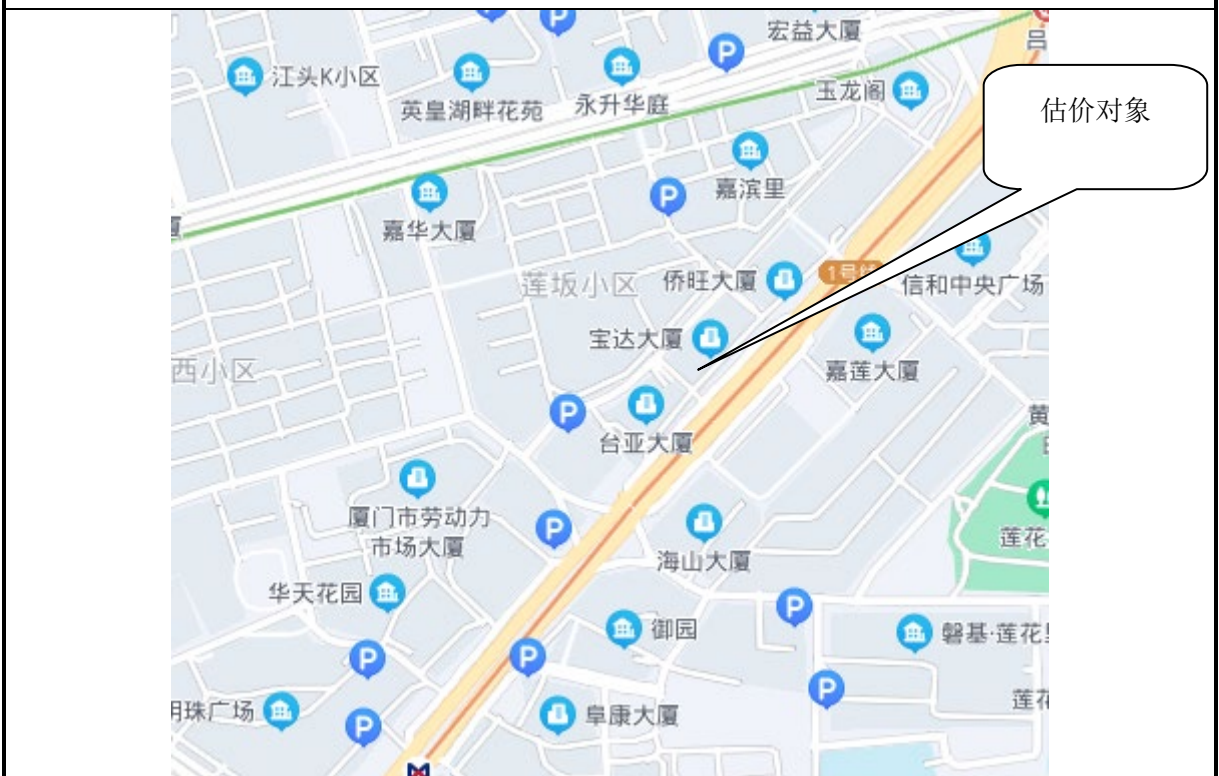 宏益大厦
吕
江头K小区
英皇湖畔花苑
永升华庭
玉龙阁
估价对象
嘉滨里
嘉华大厦
莲坂小区
侨旺大厦
1号线
信和中央广场
宝达大厦
嘉莲大厦
西小区
台亚大厦
黄
厦门市劳动力
市场大厦
海山大厦
莲花
华天花园
御园
磐基·莲花
明珠广场
阜康大厦
莲花
P
P
P
P
P
P
P
P
P
P
P